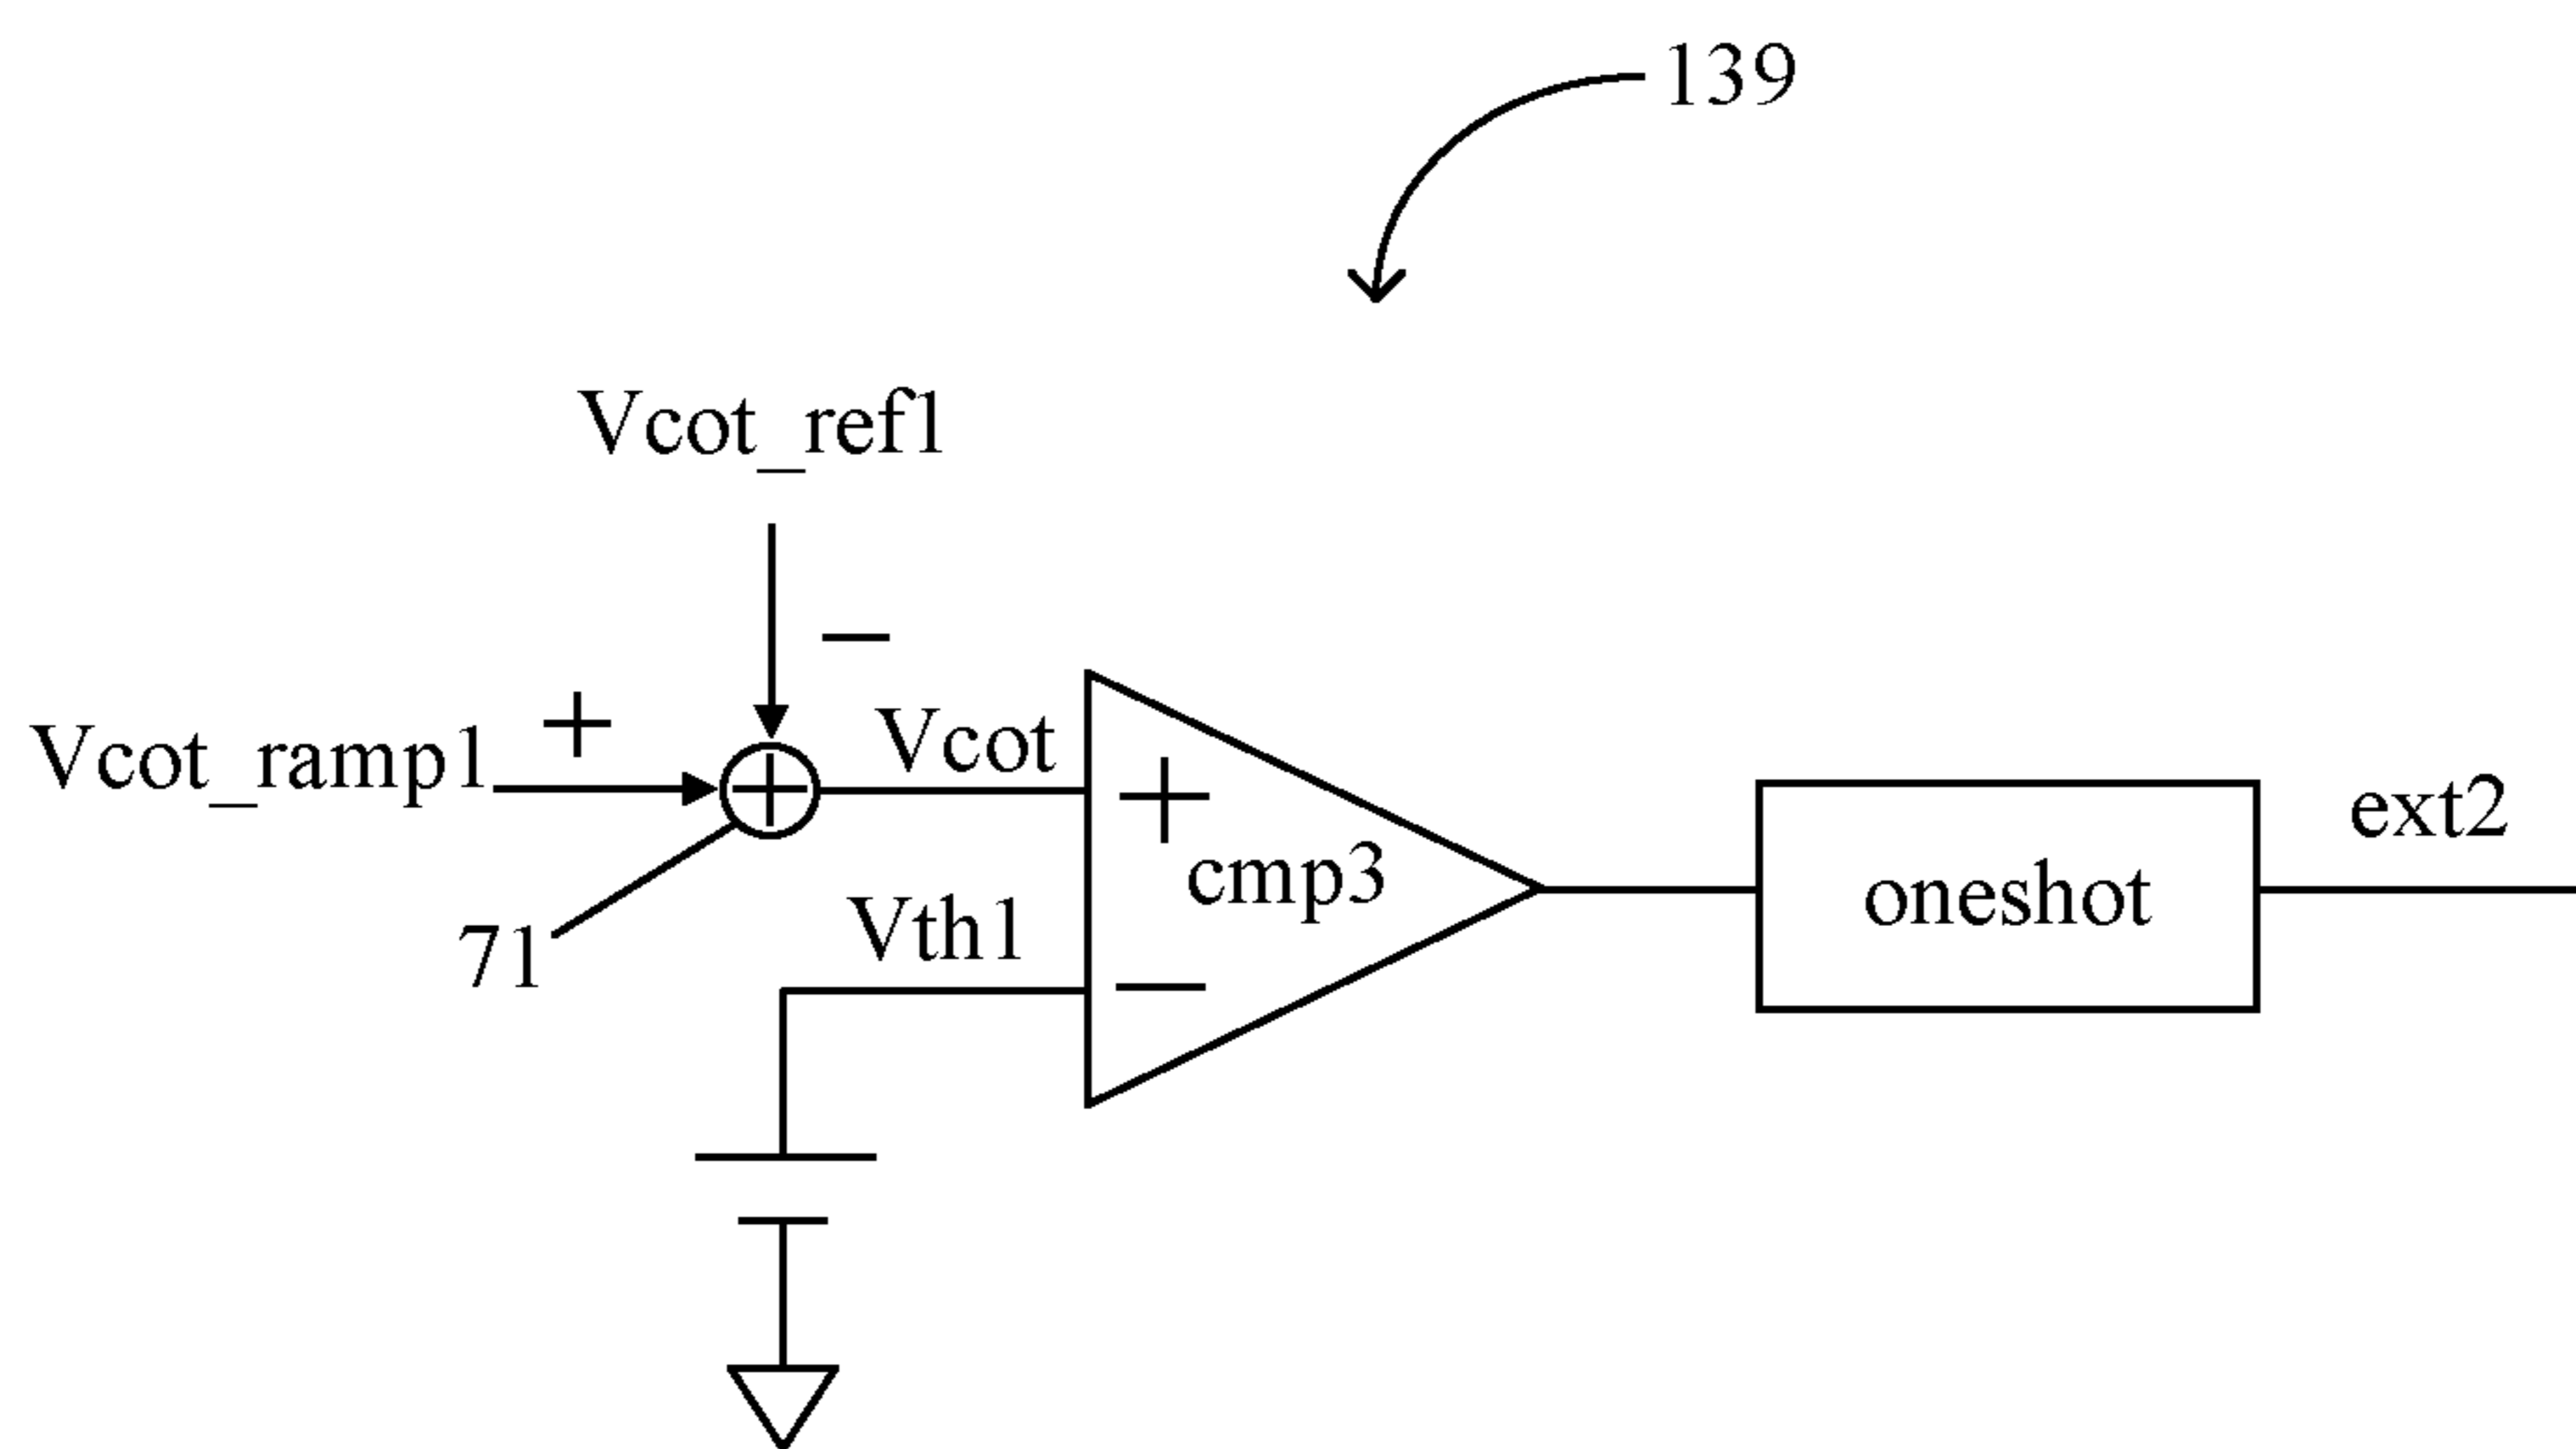 139
Vcot_ref1
−
Vcot_ramp1 +
Vcot
+
cmp3
71
Vth1
−
oneshot
ext2